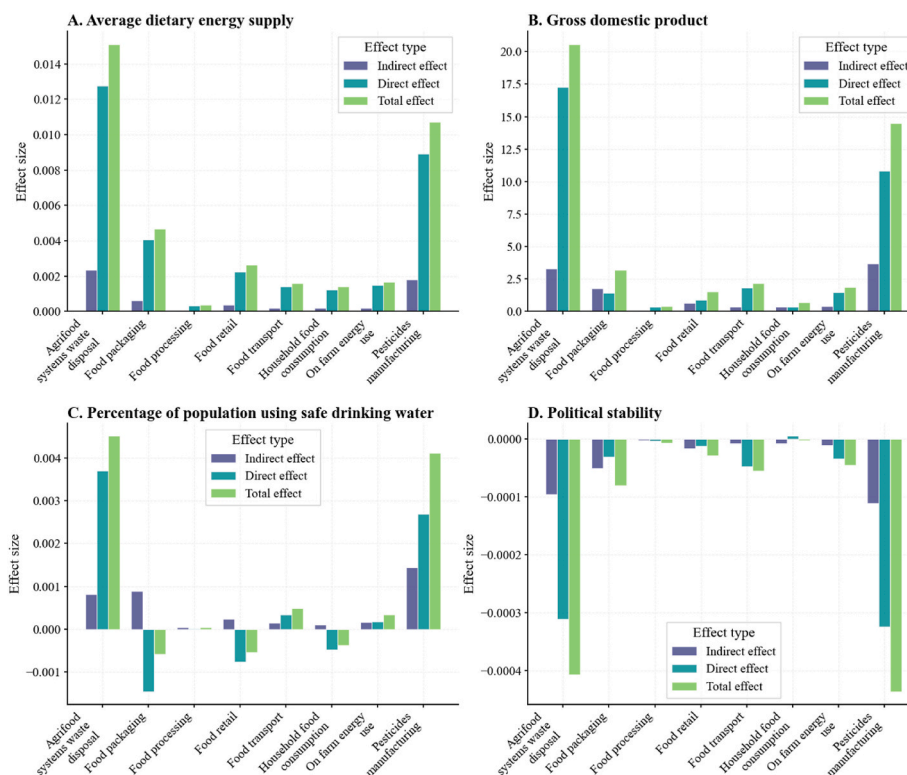 A. Average dietary energy supply
Effect type
Indirect effect
Direct effect
Total effect
Effect size
0.014
0.012
0.010
0.008
0.006
0.004
0.002
0.000
Agrifood
systems waste
disposal
Food packaging
Food processing
Food retail
Food transport
Household food
consumption
On farm energy
use
Pesticides
manufacturing
B. Gross domestic product
Effect type
Indirect effect
Direct effect
Total effect
Effect size
20.0
17.5
15.0
12.5
10.0
7.5
5.0
2.5
0.0
Agrifood
systems waste
disposal
Food packaging
Food processing
Food retail
Food transport
Household food
consumption
On farm energy
use
Pesticides
manufacturing
C. Percentage of population using safe drinking water
Effect type
Indirect effect
Direct effect
Total effect
Effect size
0.004
0.003
0.002
0.001
0.000
−0.001
Agrifood
systems waste
disposal
Food packaging
Food processing
Food retail
Food transport
Household food
consumption
On farm energy
use
Pesticides
manufacturing
D. Political stability
Effect type
Indirect effect
Direct effect
Total effect
Effect size
0.0000
−0.0001
−0.0002
−0.0003
−0.0004
Agrifood
systems waste
disposal
Food packaging
Food processing
Food retail
Food transport
Household food
consumption
On farm energy
use
Pesticides
manufacturing